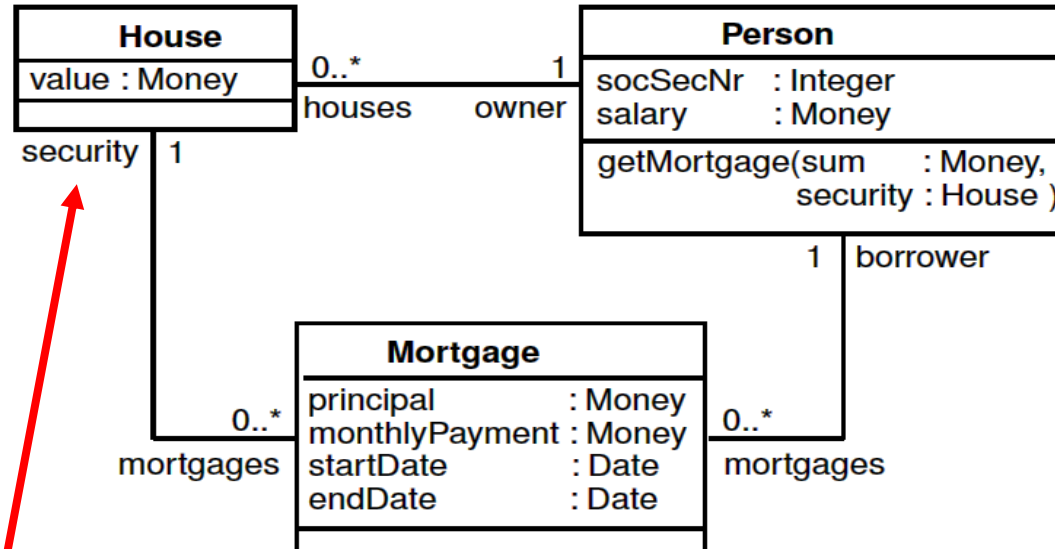 House
value : Money
0..*
houses
1
owner
Person
socSecNr : Integer
salary : Money
getMortgage(sum : Money,
security : House )
security 1
1 borrower
Mortgage
principal : Money
monthlyPayment : Money
startDate : Date
endDate : Date
0..*
mortgages
0..*
mortgages